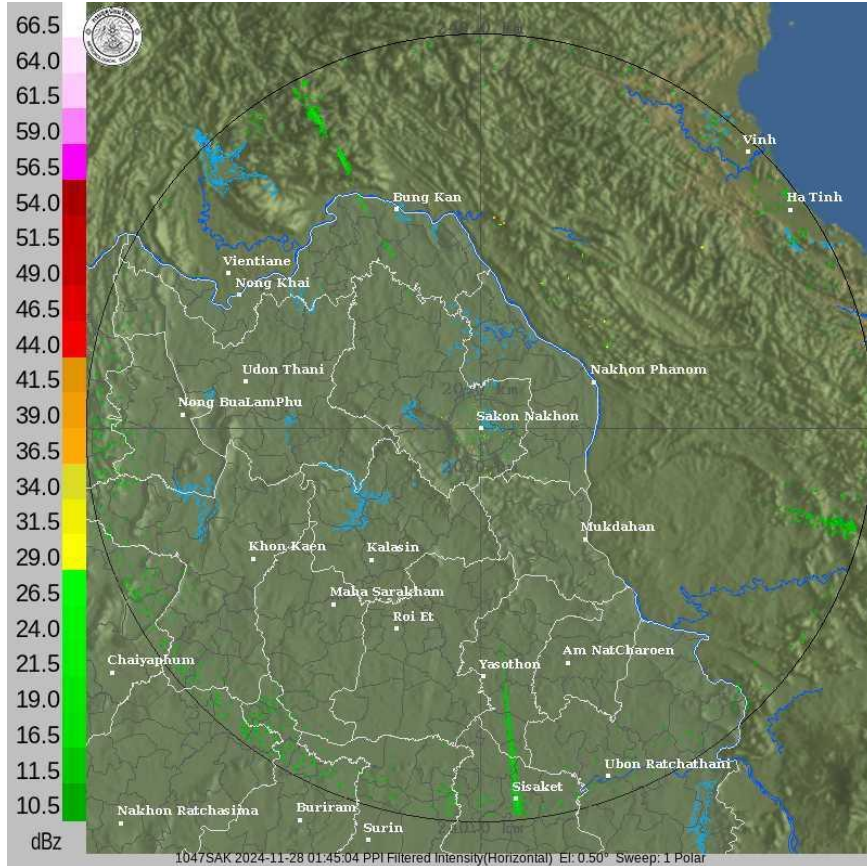 66.5
64.0
61.5
59.0
56.5
54.0
51.5
49.0
46.5
44.0
41.5
39.0
36.5
34.0
31.5
29.0
26.5
24.0
21.5
19.0
16.5
11.5
10.5
dBz
Vinh
Ha Tinh
Bung Kan
Vientiane
Nong Khai
Udon Thani
Nakhon Phanom
Nong BuaLamPhu
Sakon Nakhon
Mukdahan
Khon Kaen
Kalasin
Maha Sarakham
Roi Et
Chaiyaphum
Yasothon
Am NatCharoen
Ubon Ratchathani
Sisaket
Nakhon Ratchasima
Buriram
Surin
1047SAK 2024-11-28 01:45:04 PPI Filtered Intensity(Horizontal) El: 0.50° Sweep: 1 Polar